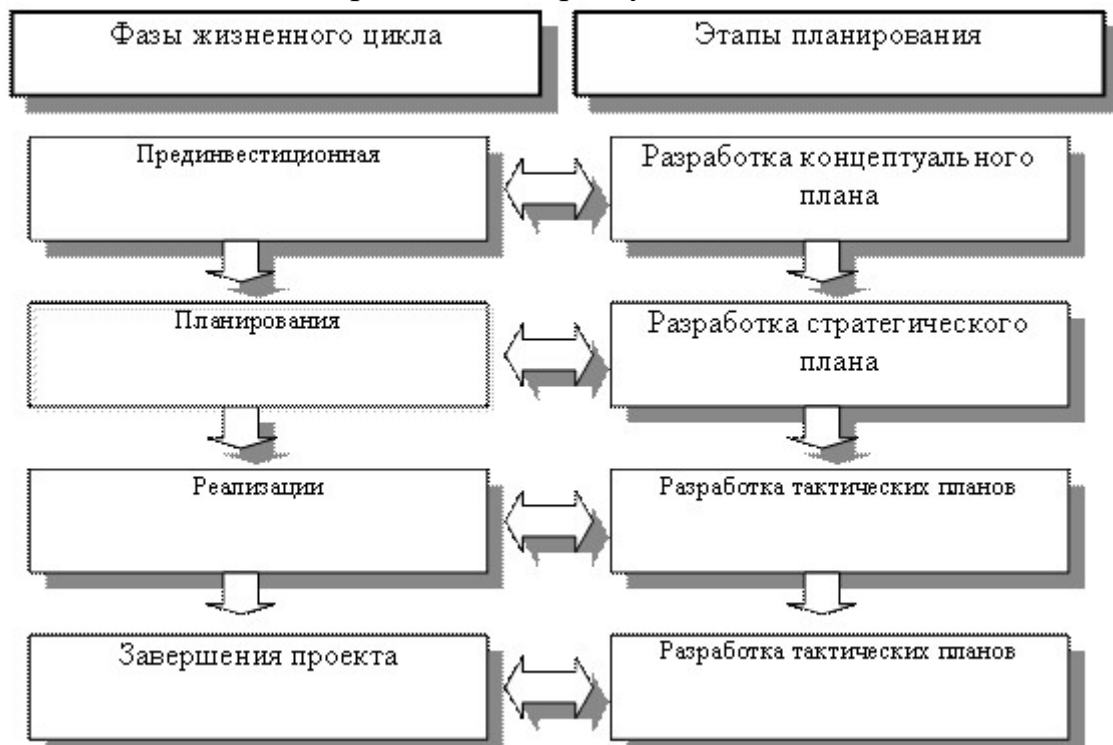 Фазы жизненного цикла
Этапы планирования
Прединвестиционная
Разработка концептуального
плана
Планирования
Разработка стратегического
плана
Реализации
Разработка тактических планов
Завершения проекта
Разработка тактических планов